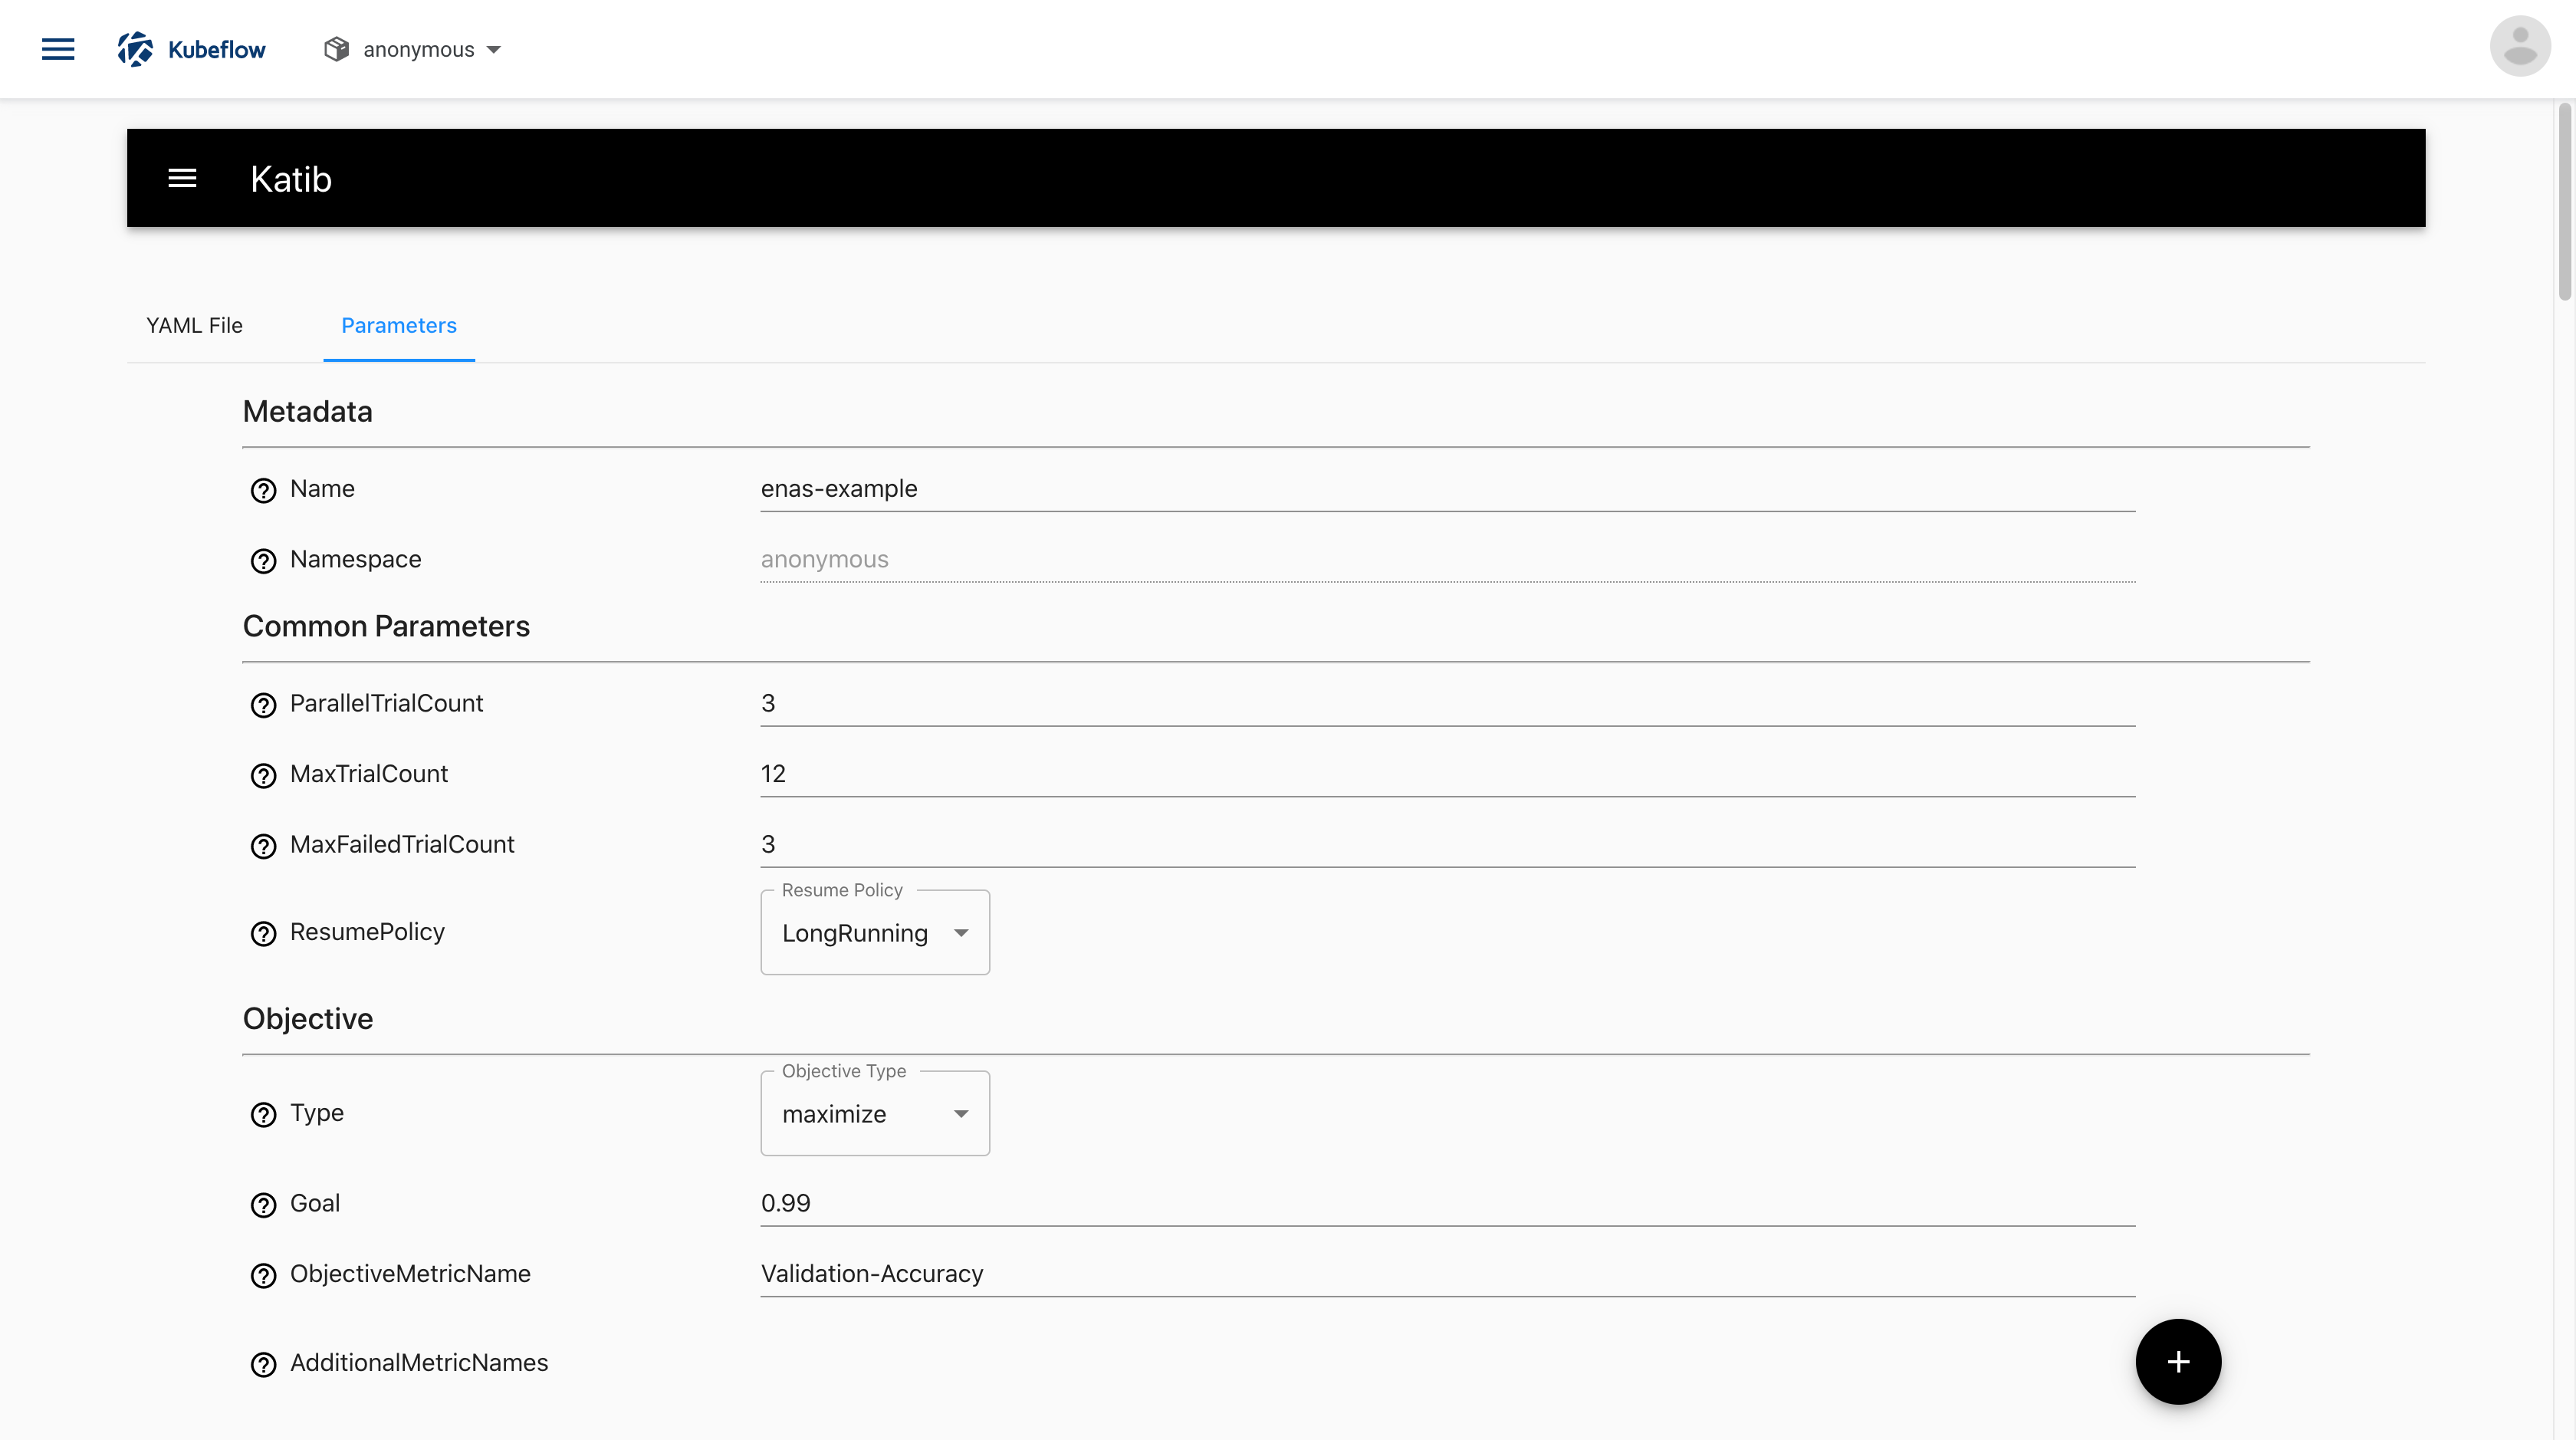 Kubeflow
anonymous
Katib
YAML File
Parameters
Metadata
Name
enas-example
Namespace
anonymous
Common Parameters
ParallelTrialCount
3
MaxTrialCount
12
MaxFailedTrialCount
3
Resume Policy
ResumePolicy
LongRunning
Objective
Objective Type
Type
maximize
Goal
0.99
ObjectiveMetricName
Validation-Accuracy
AdditionalMetricNames